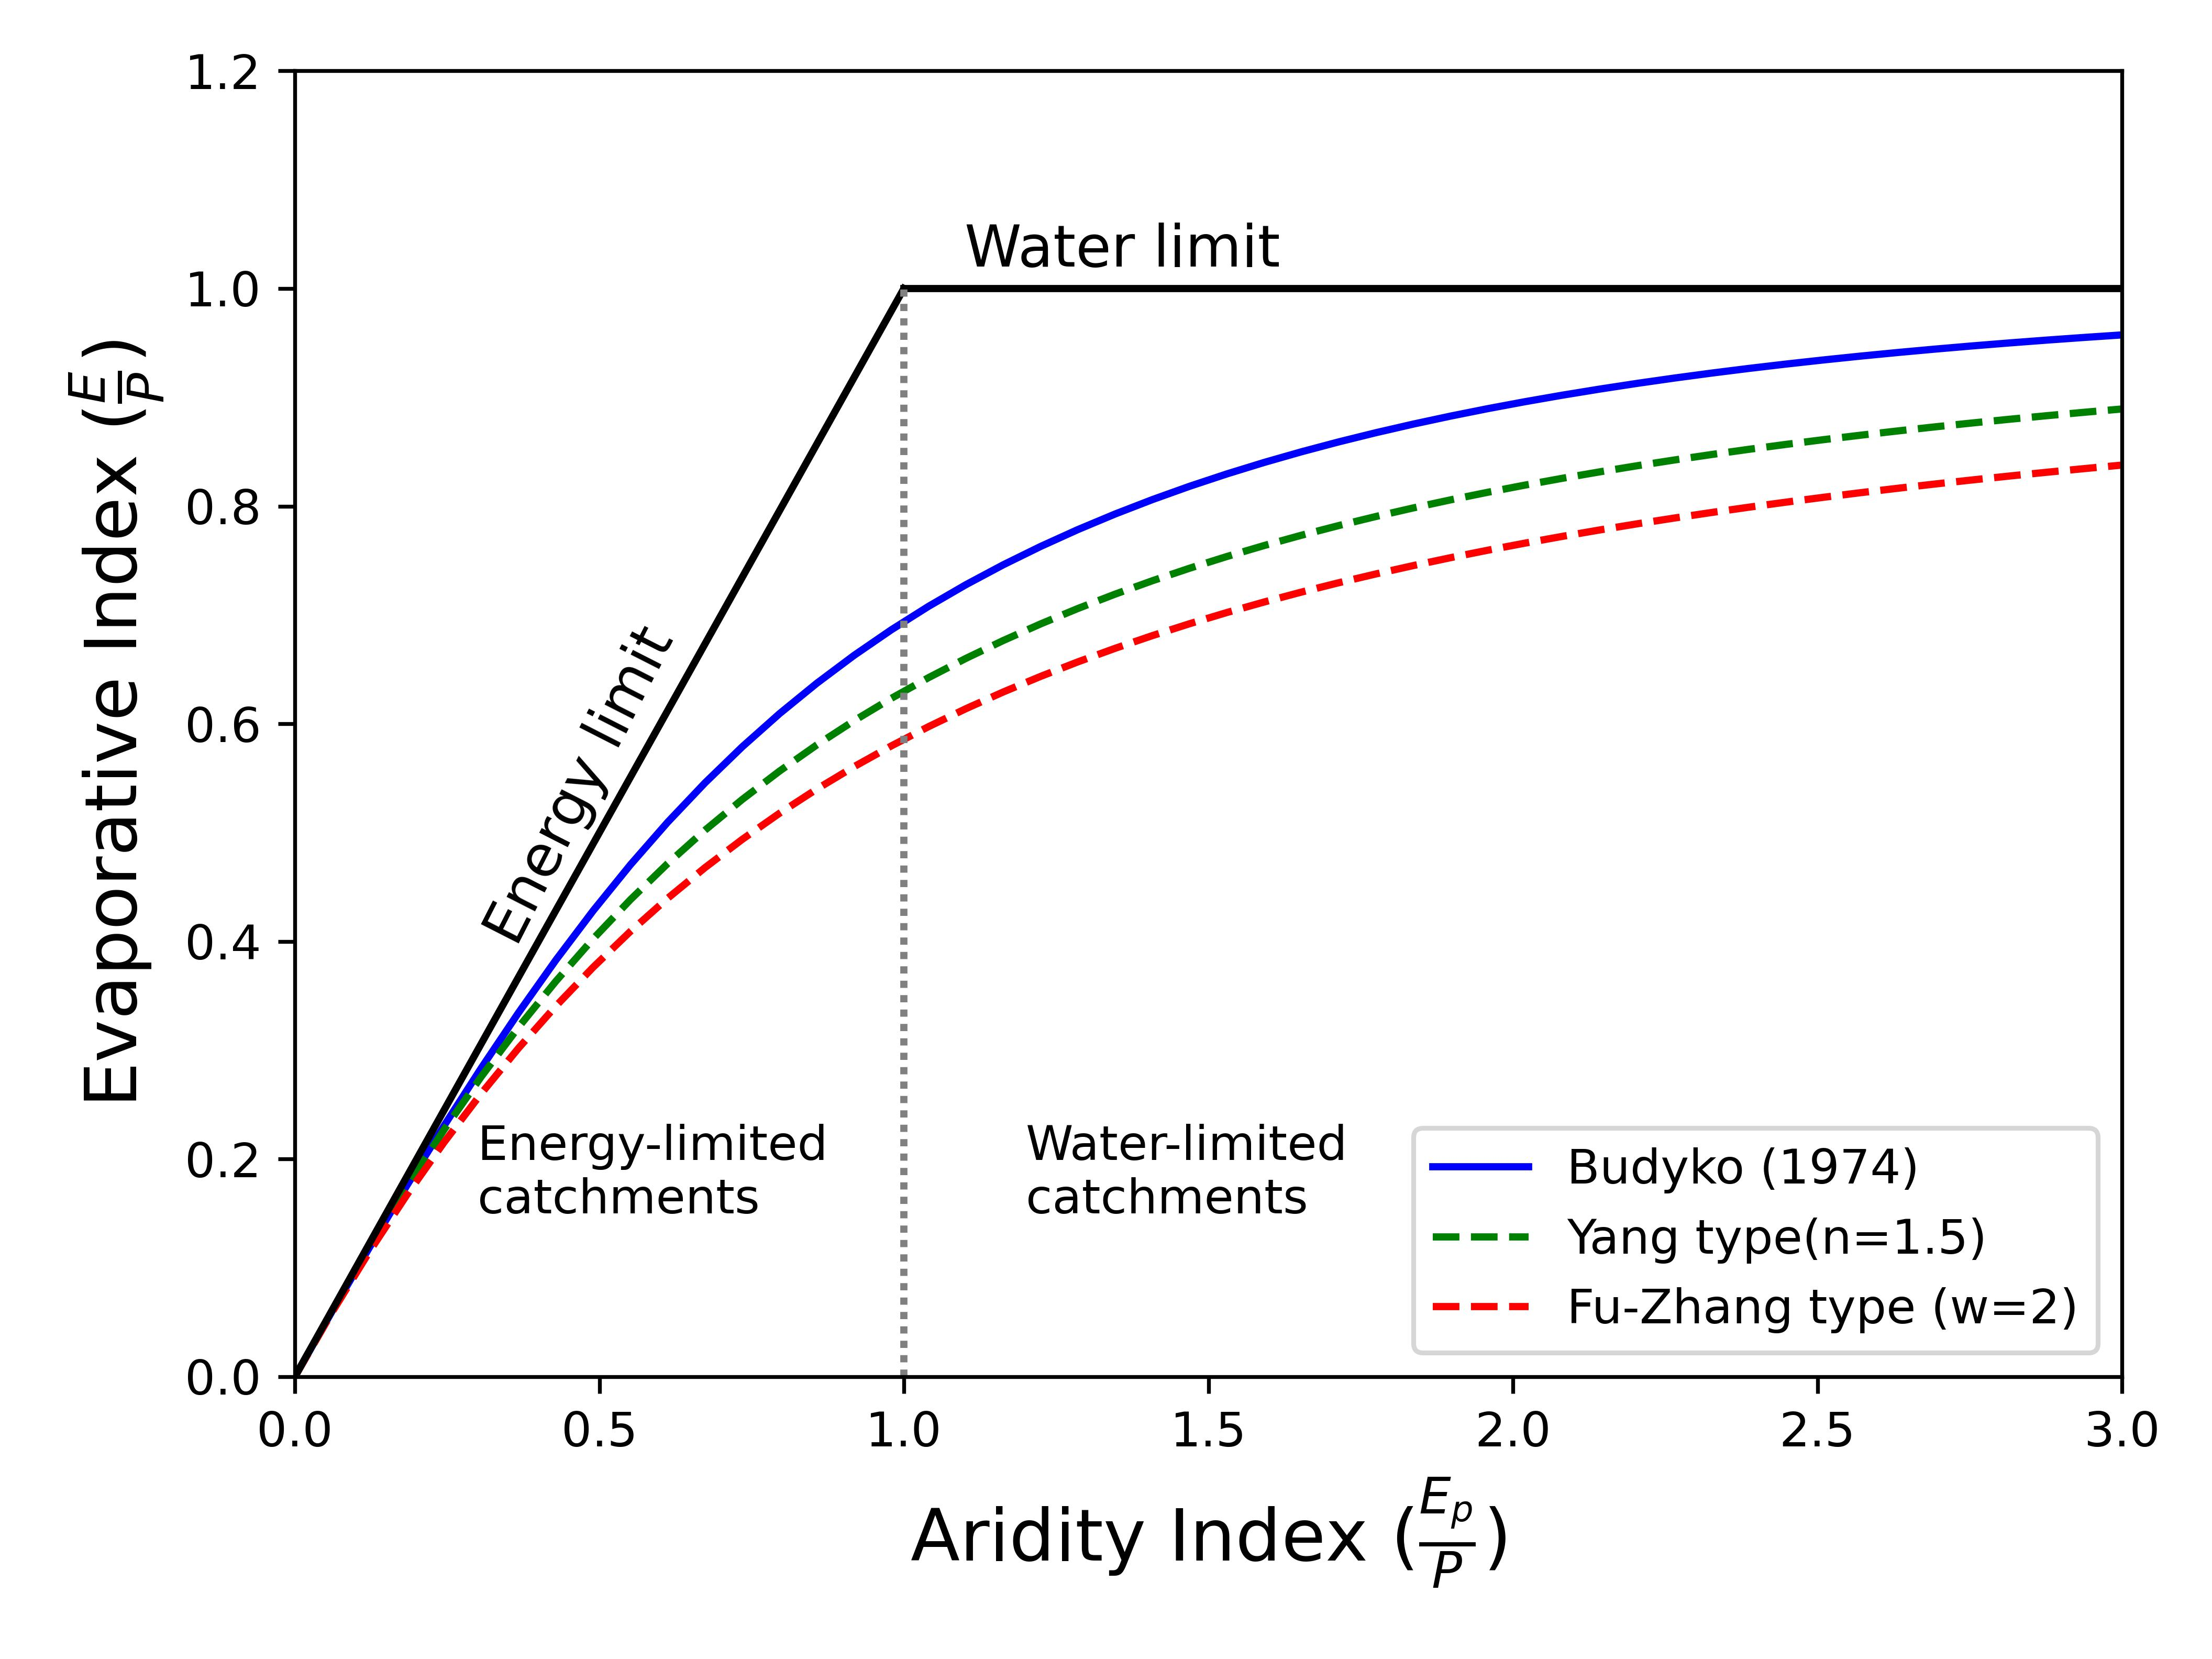 1.2
1.0
0.8
0.6
0.4
0.2
0.0
Evaporative Index (E/P)
Water limit
Energy limit
Energy-limited
catchments
Water-limited
catchments
Budyko (1974)
Yang type(n=1.5)
Fu-Zhang type (w=2)
0.0 0.5 1.0 1.5 2.0 2.5 3.0
Aridity Index (E_p/P)